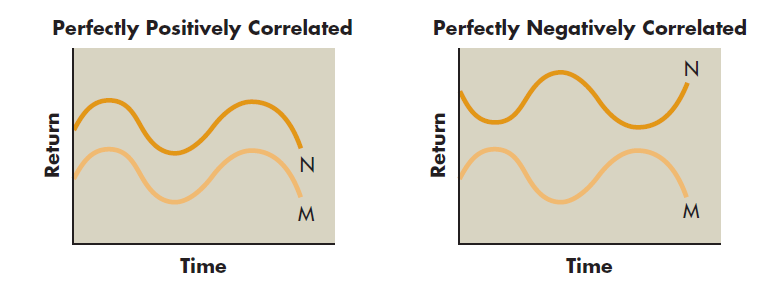 Perfectly Positively Correlated
Return
N
M
Time
Perfectly Negatively Correlated
Return
N
M
Time